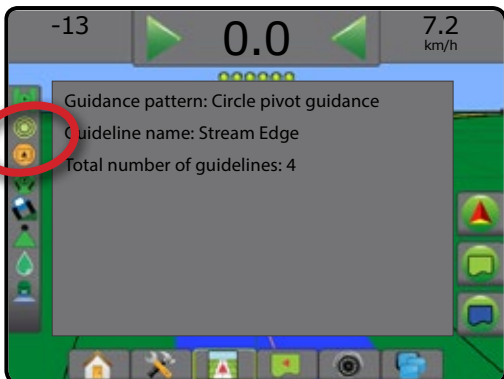 -13
0.0
7.2
km/h
Guidance pattern: Circle pivot guidance
Guideline name: Stream Edge
Total number of guidelines: 4